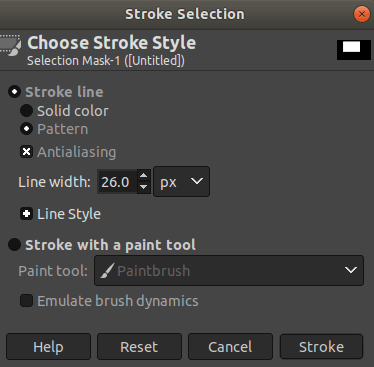 Stroke Selection
Choose Stroke Style
Selection Mask-1 ([Untitled])
Stroke line
Solid color
Pattern
Antialiasing
Line width: 26.0 px
Line Style
Stroke with a paint tool
Paint tool: Paintbrush
Emulate brush dynamics
Help Reset Cancel Stroke